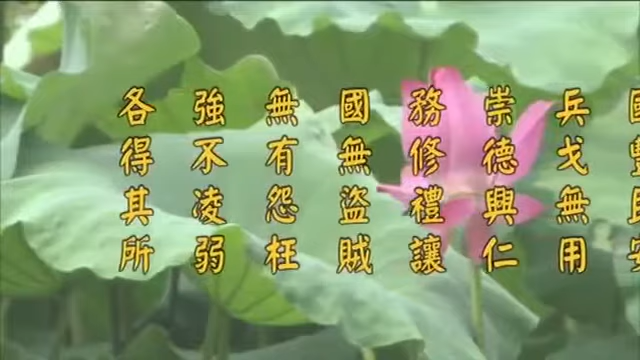 兵戈無用
崇德興仁
務修禮讓
國無盜賊
無有怨枉
強不凌弱
各得其所